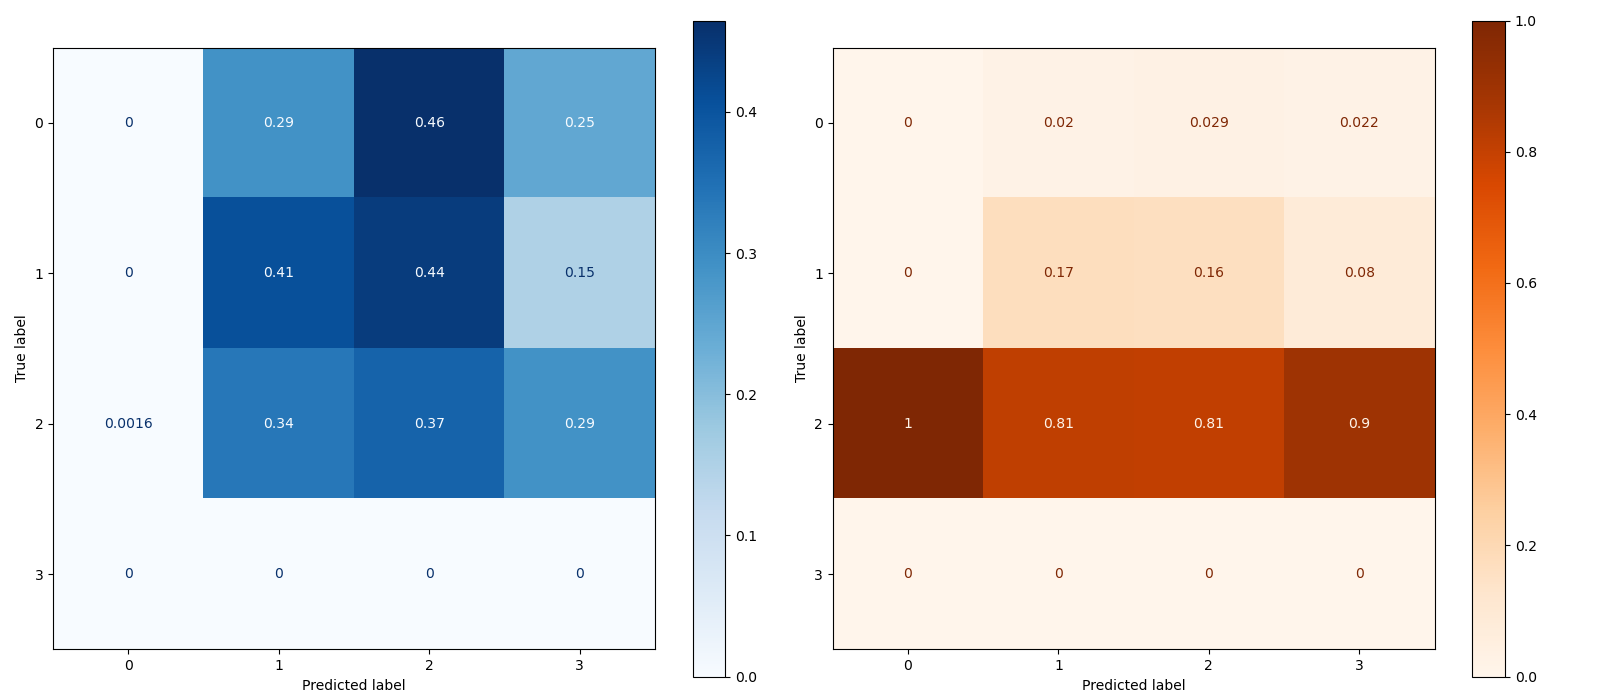 0 0 0.29 0.46 0.25
1 0 0.41 0.44 0.15
2 0.0016 0.34 0.37 0.29
3 0 0 0 0
0 1 2 3
Predicted label
True label
0.4
0.3
0.2
0.1
0.0
0 0 0.02 0.029 0.022
1 0 0.17 0.16 0.08
2 1 0.81 0.81 0.9
3 0 0 0 0
0 1 2 3
Predicted label
True label
1.0
0.8
0.6
0.4
0.2
0.0